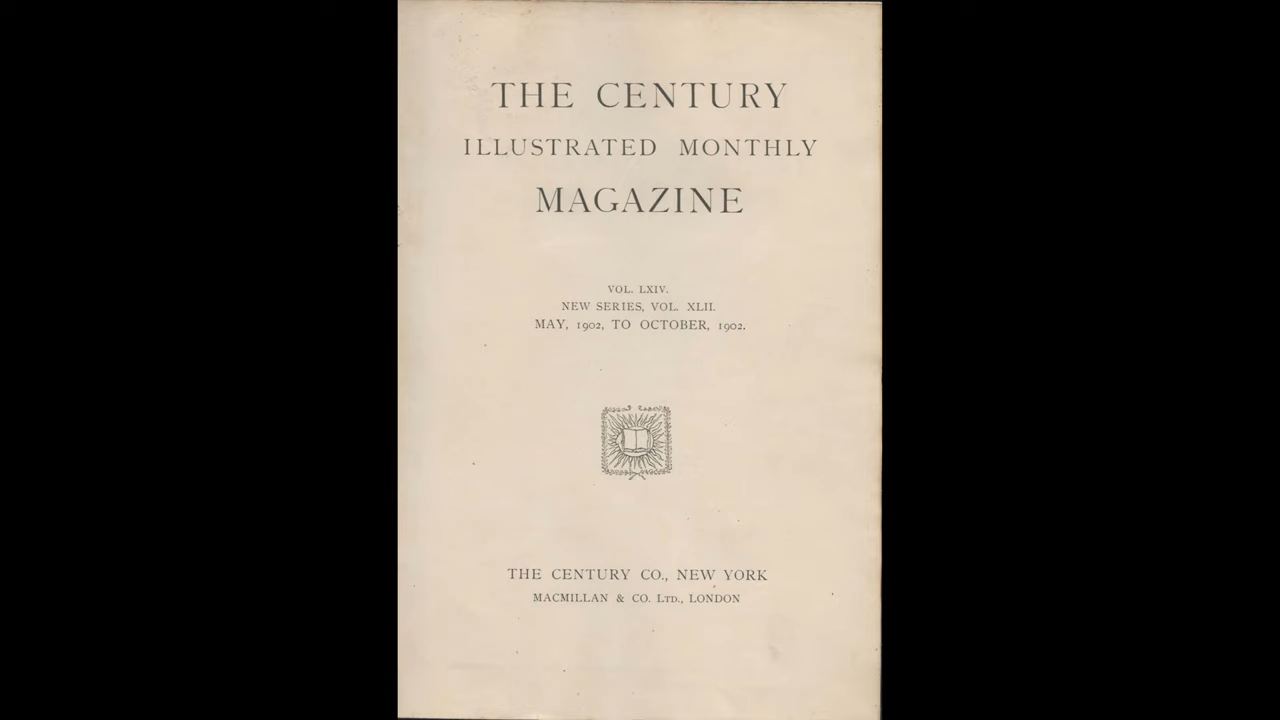 THE CENTURY
ILLUSTRATED MONTHLY
MAGAZINE
VOL. LXIV.
NEW SERIES, VOL. XLII.
MAY, 1902, TO OCTOBER, 1902.
THE CENTURY CO., NEW YORK
MACMILLAN & CO. LTD., LONDON